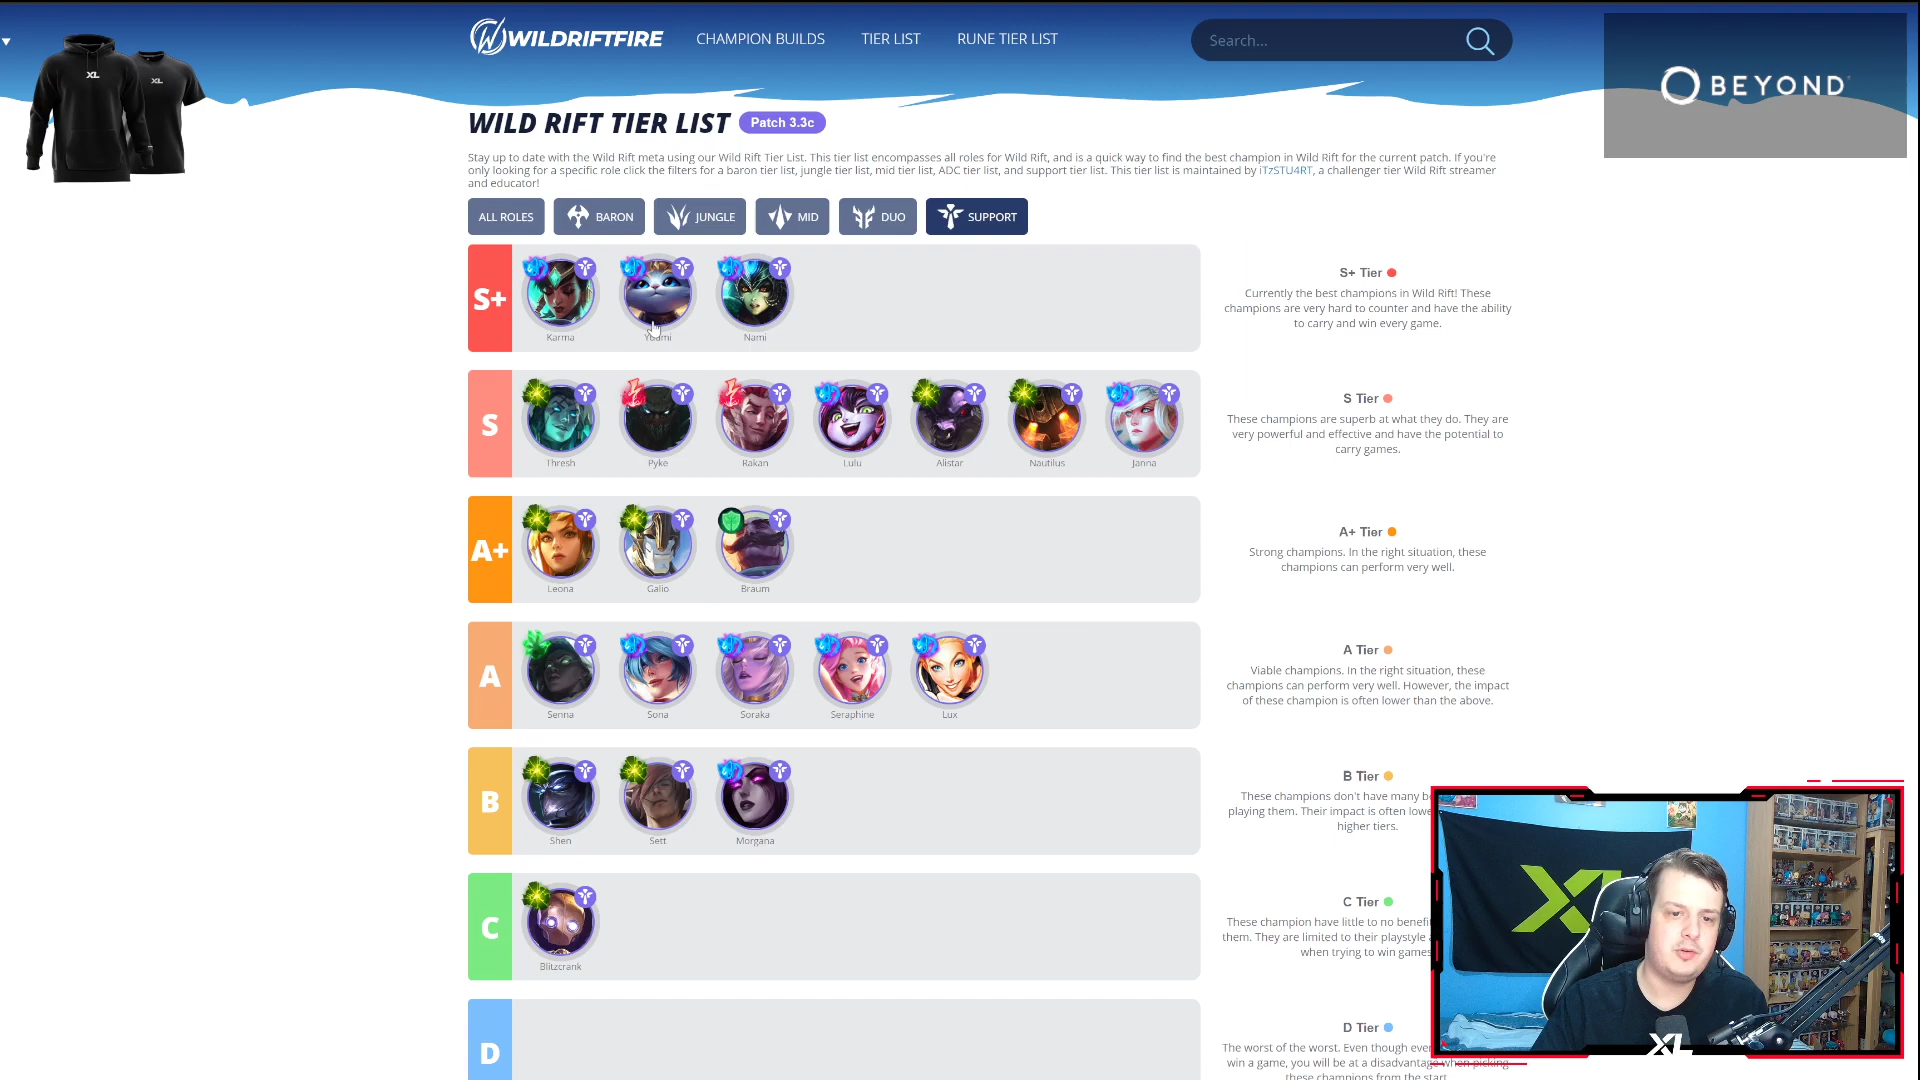 WILDRIFTFIRE
CHAMPION BUILDS
TIER LIST
RUNE TIER LIST
Search...
XL
XL
BEYOND
WILD RIFT TIER LIST
Patch 3.3c
Stay up to date with the Wild Rift meta using our Wild Rift Tier List. This tier list encompasses all roles for Wild Rift, and is a quick way to find the best champion in Wild Rift for the current patch. If you're
only looking for a specific role click the filters for a baron tier list, jungle tier list, mid tier list, ADC tier list, and support tier list. This tier list is maintained by iTzSTU4RT, a challenger tier Wild Rift streamer
and educator!
ALL ROLES
BARON
JUNGLE
MID
DUO
SUPPORT
S+
Karma
Yuumi
Nami
S+ Tier
Currently the best champions in Wild Rift! These
champions are very hard to counter and have the ability
to carry and win every game.
S
Thresh
Pyke
Rakan
Lulu
Alistar
Nautilus
Janna
S Tier
These champions are superb at what they do. They are
very powerful and effective and have the potential to
carry games.
A+
Leona
Galio
Braum
A+ Tier
Strong champions. In the right situation, these
champions can perform very well.
A
Senna
Sona
Soraka
Seraphine
Lux
A Tier
Viable champions. In the right situation, these
champions can perform very well. However, the impact
of these champion is often lower than the above.
B
Shen
Sett
Morgana
B Tier
These champions don't have many
playing them. Their impact is often
higher tiers.
C
Blitzcrank
C Tier
These champion have little to no
them. They are limited to their playstyle
when trying to win games
D
D Tier
The worst of the worst. Even though
win a game, you will be at a disadvantage when picking
these champions from the start
XL
XL